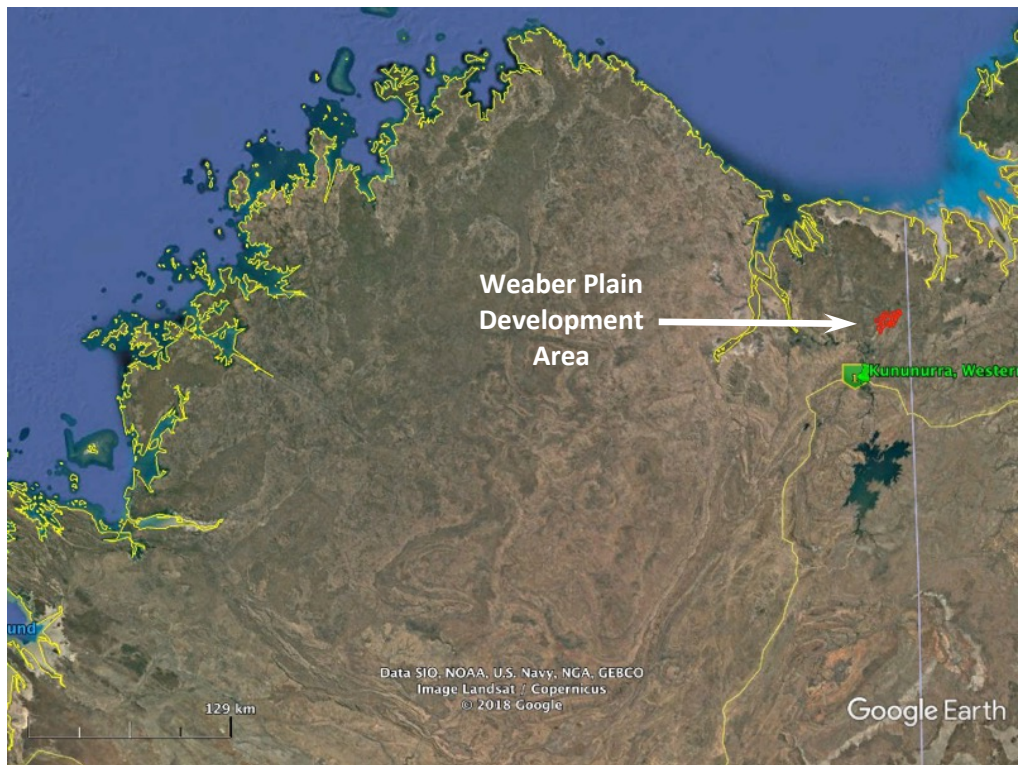 Weaber Plain
Development
Area
1
Kununurra, Western
und
Data SIO, NOAA, U.S. Navy, NGA, GEBCO
Image Landsat / Copernicus
© 2018 Google
129 km
Google Earth